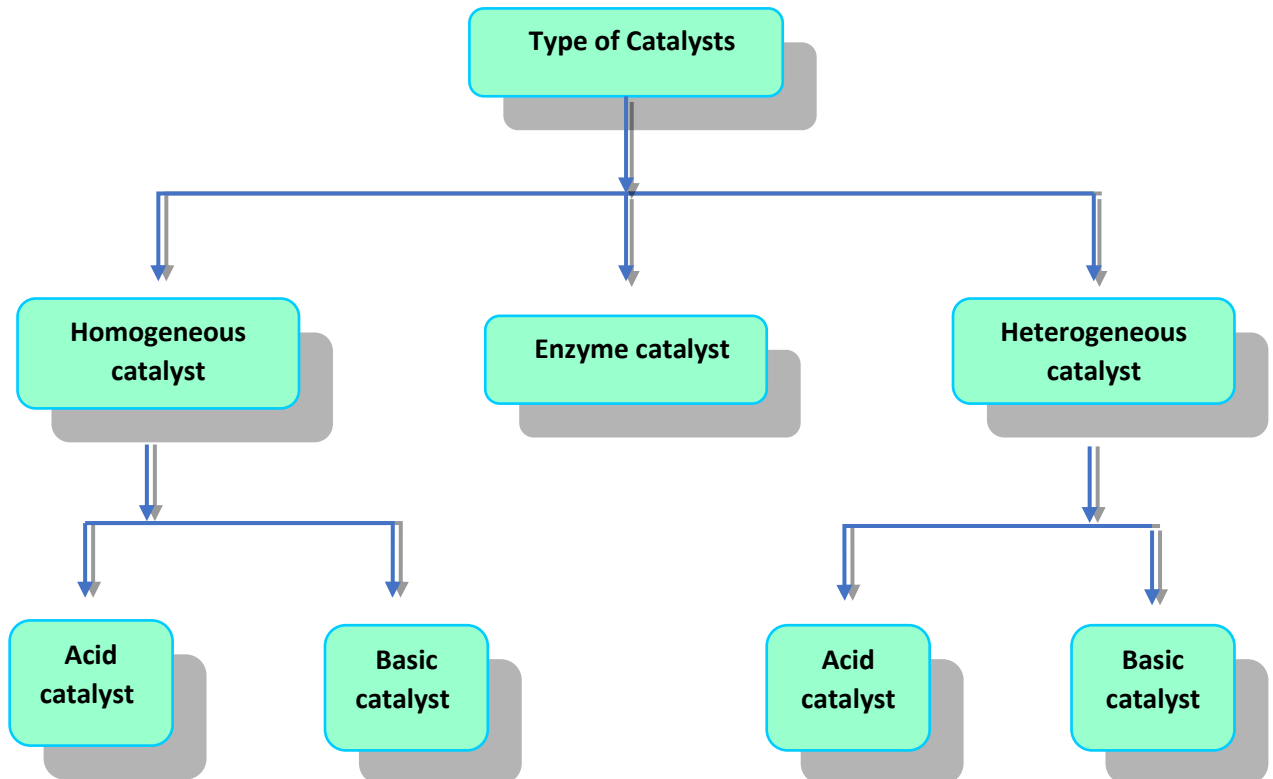 Type of Catalysts
Homogeneous
catalyst
Enzyme catalyst
Heterogeneous
catalyst
Acid
catalyst
Basic
catalyst
Acid
catalyst
Basic
catalyst